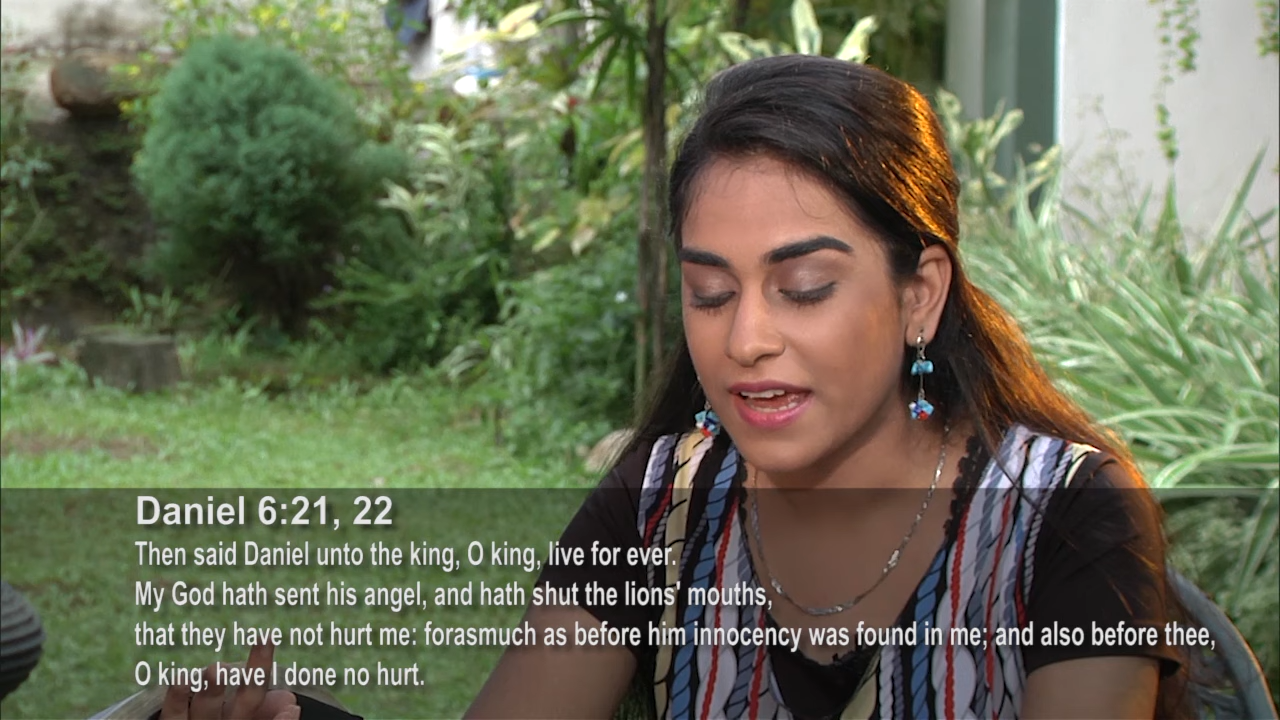 Daniel 6:21, 22
Then said Daniel unto the king, O king, live for ever.
My God hath sent his angel, and hath shut the lions' mouths,
that they have not hurt me: forasmuch as before him innocency was found in me; and also before thee,
O king, have I done no hurt.